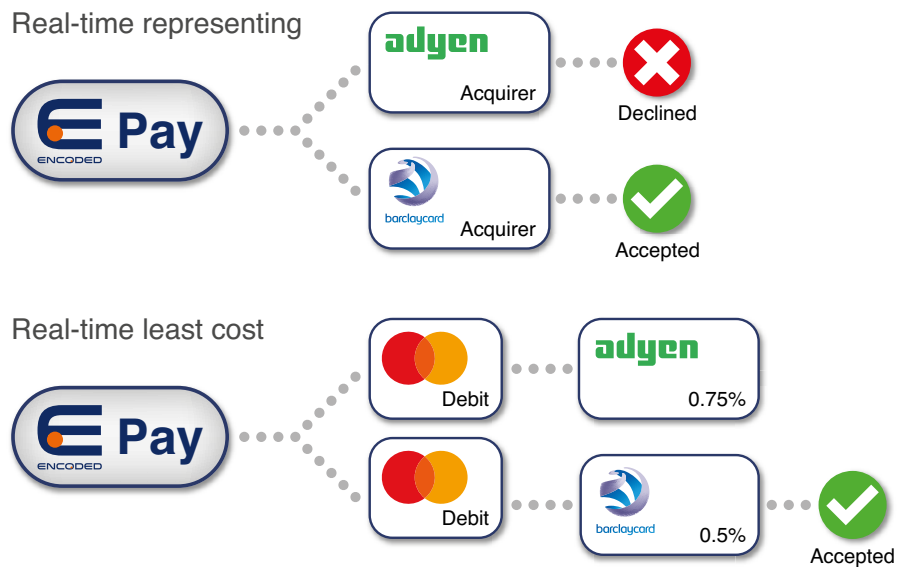 Real-time representing
ENCODED
Pay
adyen
Acquirer
Declined
barclaycard
Acquirer
Accepted
Real-time least cost
ENCODED
Pay
Debit
adyen
0.75%
Debit
barclaycard
0.5%
Accepted